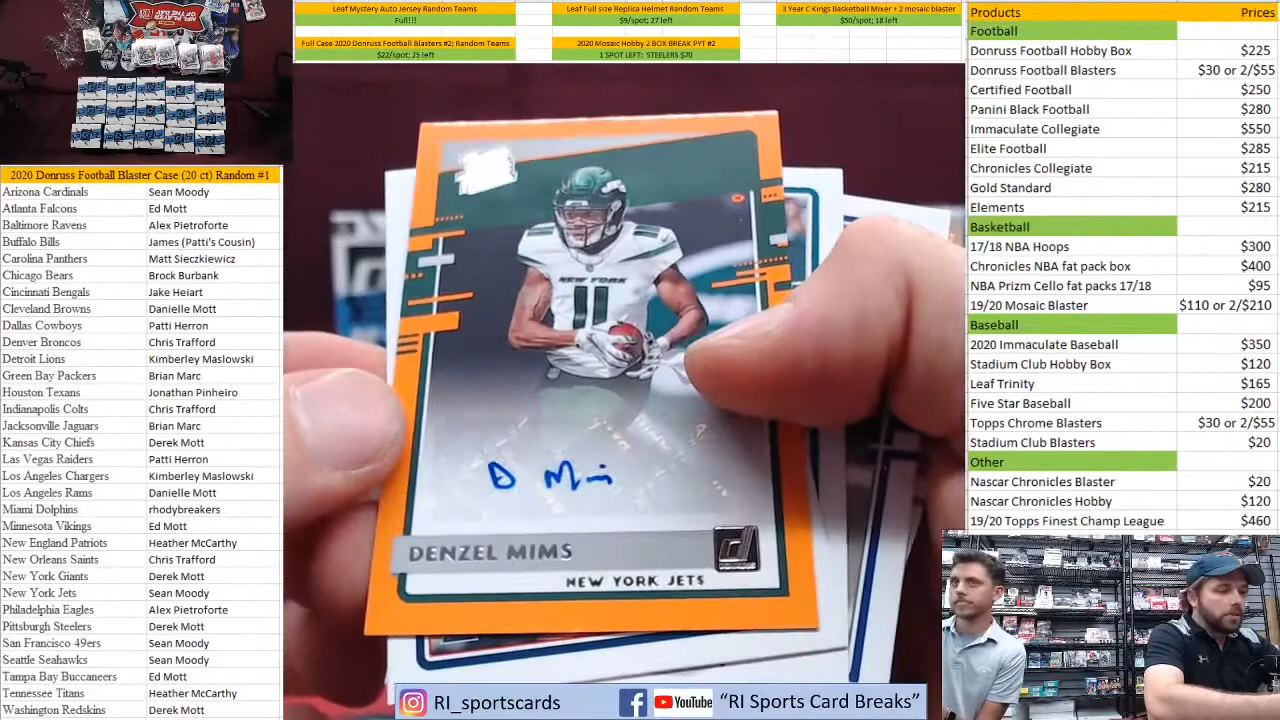 Leaf Mystery Auto Jersey Random Teams
Full!!!
Leaf Full size Replica Helmet Random Teams
$9/spot; 27 left
3 Year C Kings Basketball Mixer + 2 mosaic blaster
$50/spot; 18 left
Full Case 2020 Donruss Football Blasters #2; Random Teams
$22/spot; 25 left
2020 Mosaic Hobby 2 BOX BREAK PYT #2
1 SPOT LEFT: STEELERS $70
2020 Donruss Football Blaster Case (20 ct) Random #1
Arizona Cardinals Sean Moody
Atlanta Falcons Ed Mott
Baltimore Ravens Alex Pietroforte
Buffalo Bills James (Patti's Cousin)
Carolina Panthers Matt Sieczkiewicz
Chicago Bears Brock Burbank
Cincinnati Bengals Jake Heiart
Cleveland Browns Danielle Mott
Dallas Cowboys Patti Herron
Denver Broncos Chris Trafford
Detroit Lions Kimberley Maslowski
Green Bay Packers Brian Marc
Houston Texans Jonathan Pinheiro
Indianapolis Colts Chris Trafford
Jacksonville Jaguars Brian Marc
Kansas City Chiefs Derek Mott
Las Vegas Raiders Patti Herron
Los Angeles Chargers Kimberley Maslowski
Los Angeles Rams Danielle Mott
Miami Dolphins rhodybreakers
Minnesota Vikings Ed Mott
New England Patriots Heather McCarthy
New Orleans Saints Chris Trafford
New York Giants Derek Mott
New York Jets Sean Moody
Philadelphia Eagles Alex Pietroforte
Pittsburgh Steelers Derek Mott
San Francisco 49ers Sean Moody
Seattle Seahawks Sean Moody
Tampa Bay Buccaneers Ed Mott
Tennessee Titans Heather McCarthy
Washington Redskins Derek Mott
NEW YORK
11
D Mims
DENZEL MIMS
NEW YORK JETS
RI_sportscards
YouTube
"RI Sports Card Breaks"
Products Prices
Football
Donruss Football Hobby Box $225
Donruss Football Blasters $30 or 2/$55
Certified Football $250
Panini Black Football $280
Immaculate Collegiate $550
Elite Football $285
Chronicles Collegiate $215
Gold Standard $280
Elements $215
Basketball
17/18 NBA Hoops $300
Chronicles NBA fat pack box $400
NBA Prizm Cello fat packs 17/18 $95
19/20 Mosaic Blaster $110 or 2/$210
Baseball
2020 Immaculate Baseball $350
Stadium Club Hobby Box $120
Leaf Trinity $165
Five Star Baseball $200
Topps Chrome Blasters $30 or 2/$55
Stadium Club Blasters $20
Other
Nascar Chronicles Blaster $20
Nascar Chronicles Hobby $120
19/20 Topps Finest Champ League $460